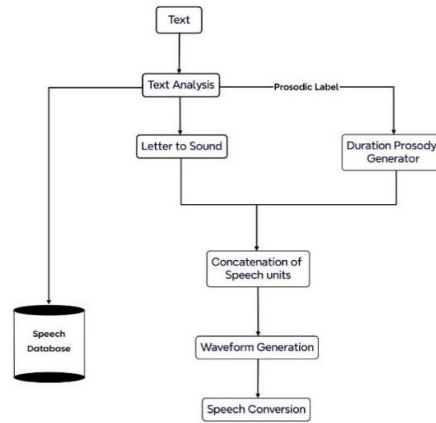 Text
Text Analysis
Prosodic Label
Letter to Sound
Duration Prosody
Generator
Concatenation of
Speech units
Speech
Database
Waveform Generation
Speech Conversion